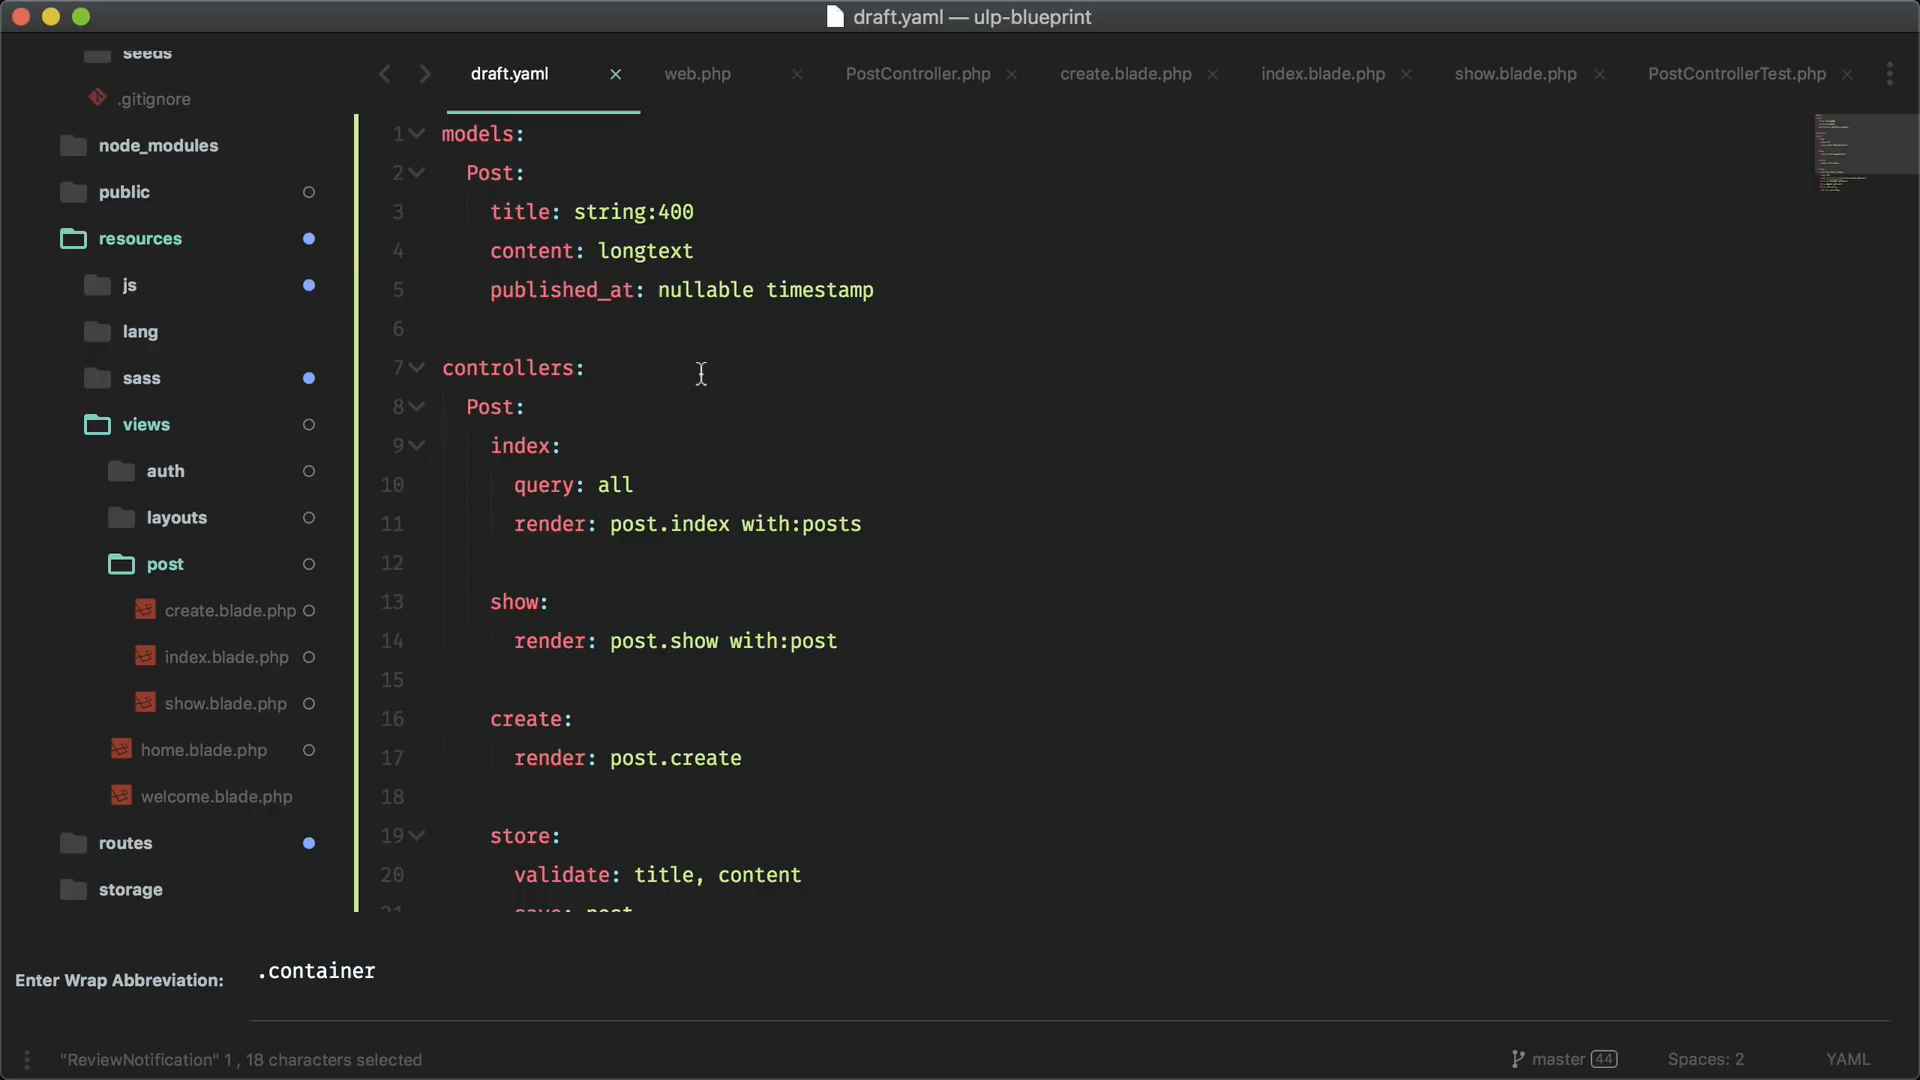 draft.yaml — ulp-blueprint
seeds
.gitignore
node_modules
public
resources
js
lang
sass
views
auth
layouts
post
create.blade.php
index.blade.php
show.blade.php
home.blade.php
welcome.blade.php
routes
storage
draft.yaml
web.php
PostController.php
create.blade.php
index.blade.php
show.blade.php
PostControllerTest.php
1 models:
2 Post:
3 title: string:400
4 content: longtext
5 published_at: nullable timestamp
6
7 controllers:
8 Post:
9 index:
10 query: all
11 render: post.index with:posts
12
13 show:
14 render: post.show with:post
15
16 create:
17 render: post.create
18
19 store:
20 validate: title, content
21 save: post
Enter Wrap Abbreviation: .container
"ReviewNotification" 1 , 18 characters selected
master 44
Spaces: 2
YAML